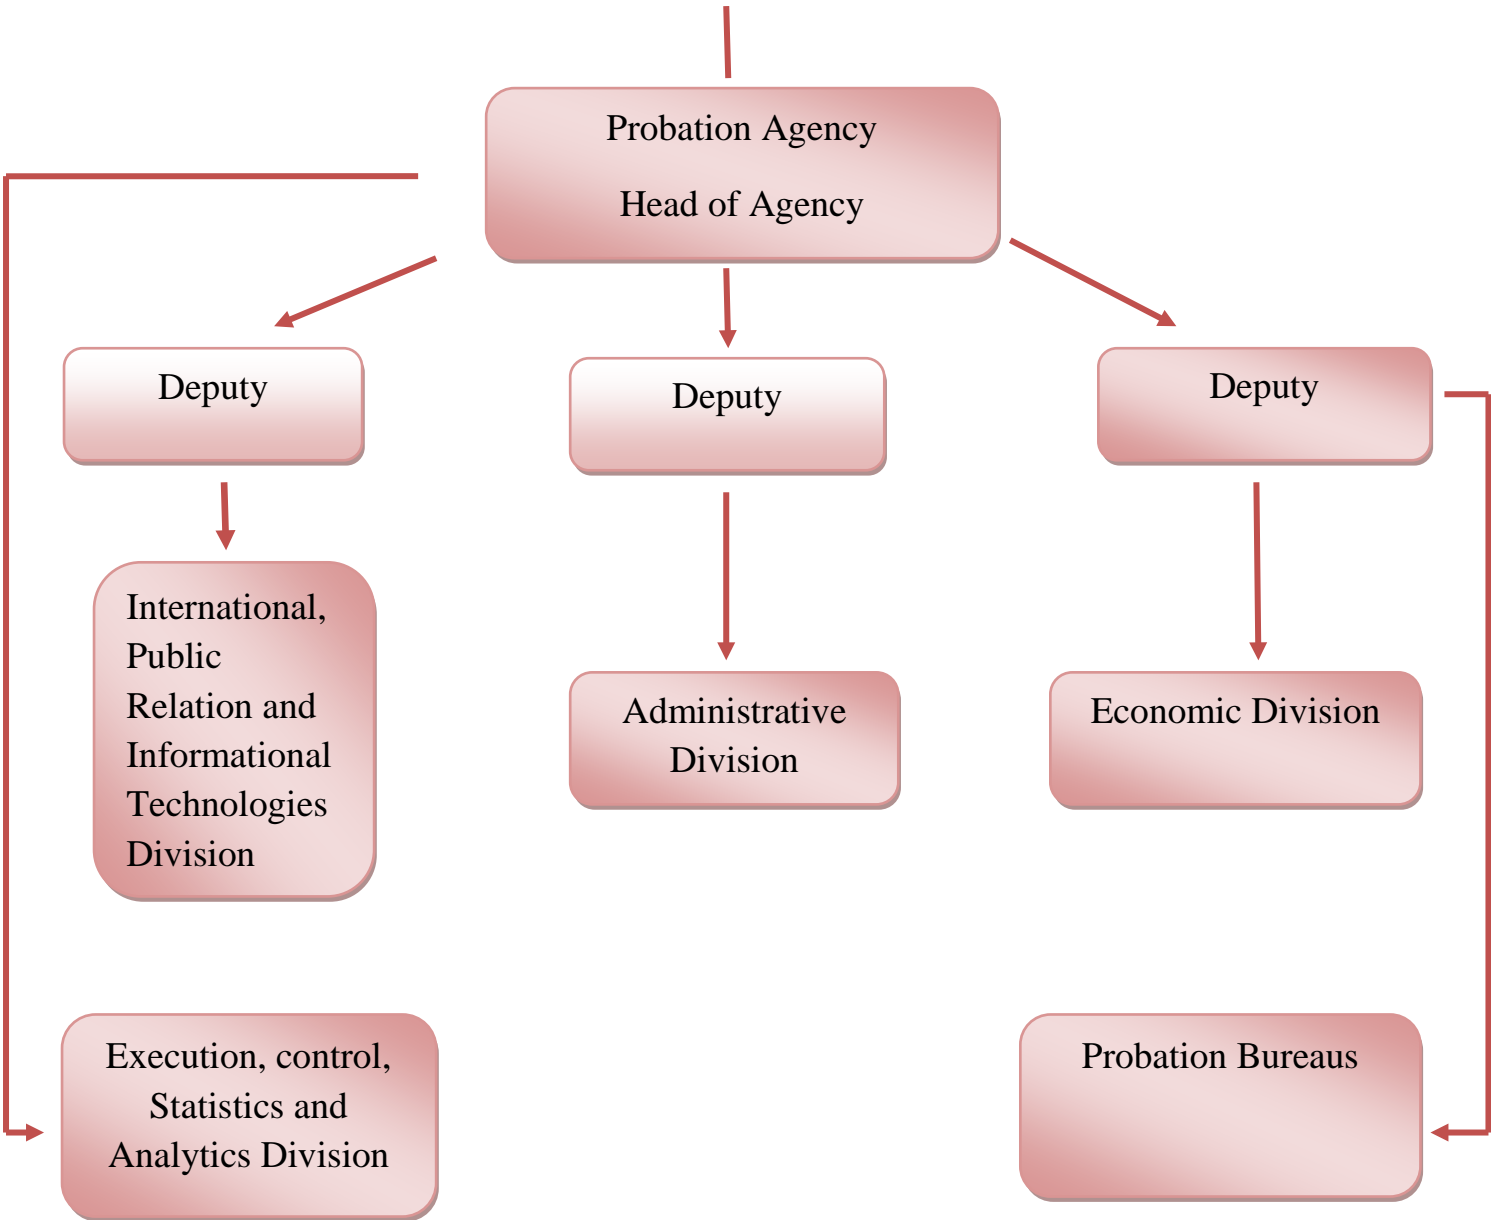 Probation Agency
Head of Agency
Deputy
Deputy
Deputy
International,
Public
Relation and
Informational
Technologies
Division
Administrative
Division
Economic Division
Execution, control,
Statistics and
Analytics Division
Probation Bureaus